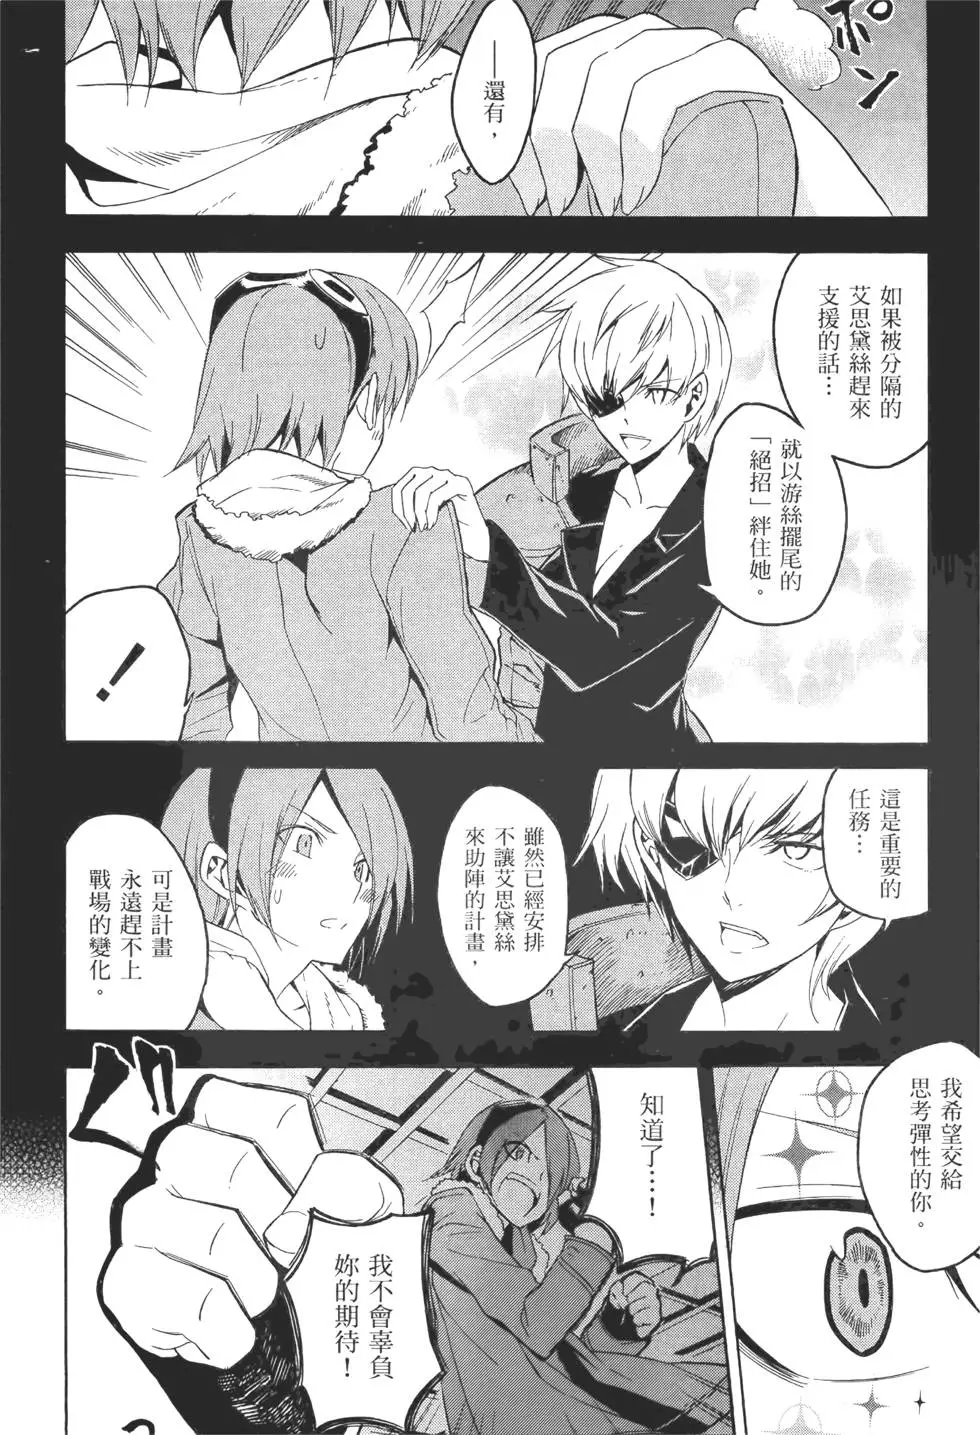 ポン
——還有，
如果被分隔的
艾思黛絲趕來
支援的話…
就以游絲擺尾的
「絕招」絆住她。
！
這是重要的
任務…
雖然已經安排
不讓艾思黛絲
來助陣的計畫，
可是計畫
永遠趕不上
戰場的變化。
我希望交給
思考彈性的你。
知道了…！
我不會辜負
妳的期待！